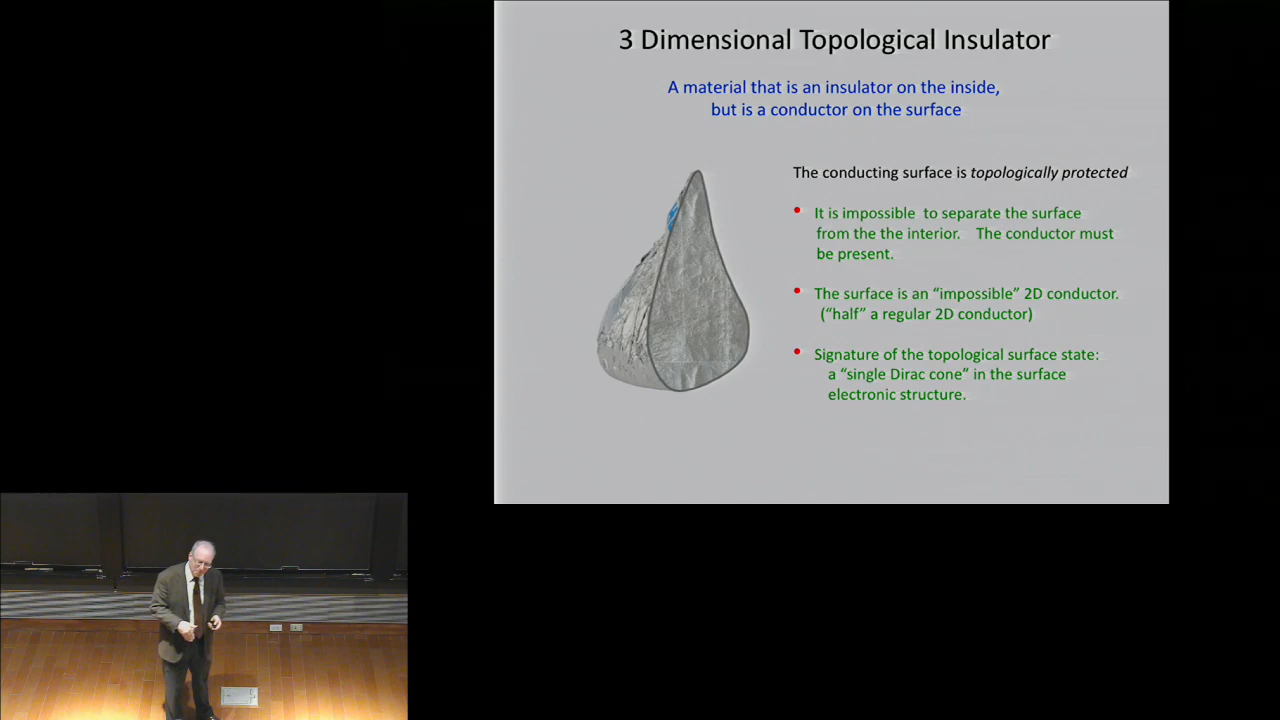 3 Dimensional Topological Insulator
A material that is an insulator on the inside,
but is a conductor on the surface
The conducting surface is topologically protected
• It is impossible to separate the surface
from the the interior. The conductor must
be present.
• The surface is an “impossible” 2D conductor.
(“half” a regular 2D conductor)
• Signature of the topological surface state:
a “single Dirac cone” in the surface
electronic structure.